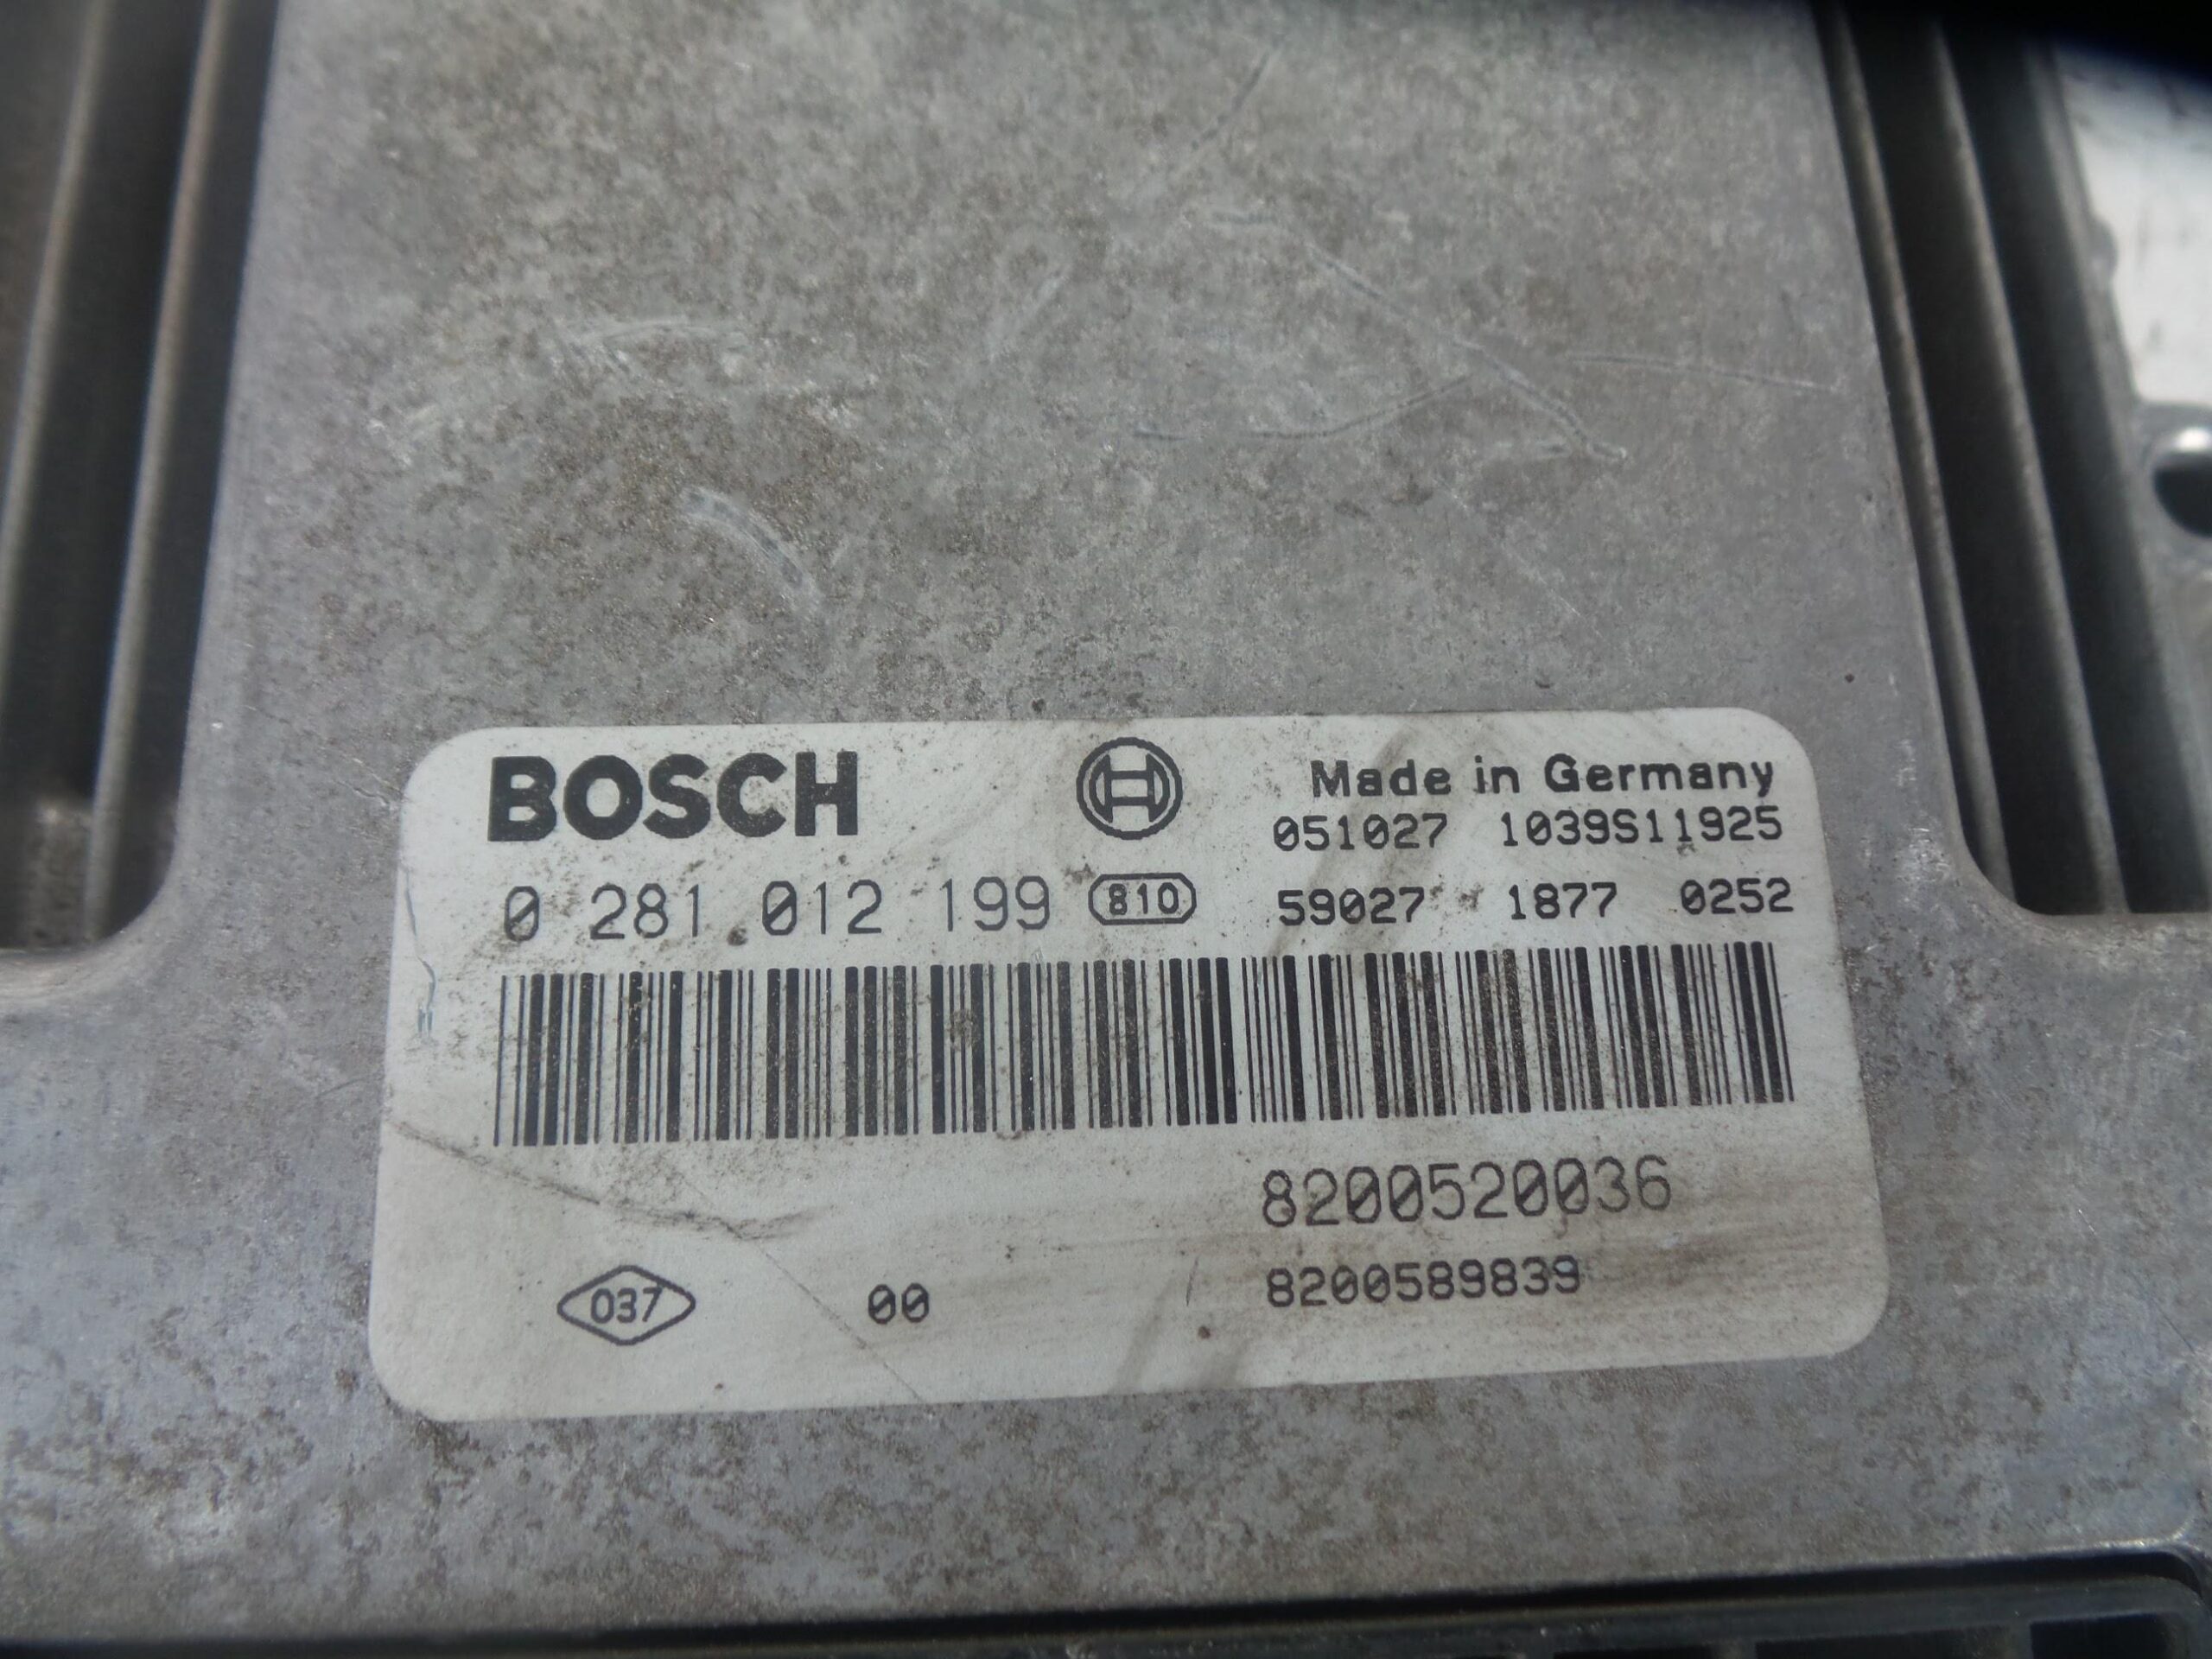 BOSCH
Made in Germany
051027 1039S11925
0 281 012 199 810 59027 1877 0252
8200520036
037 00 8200589839